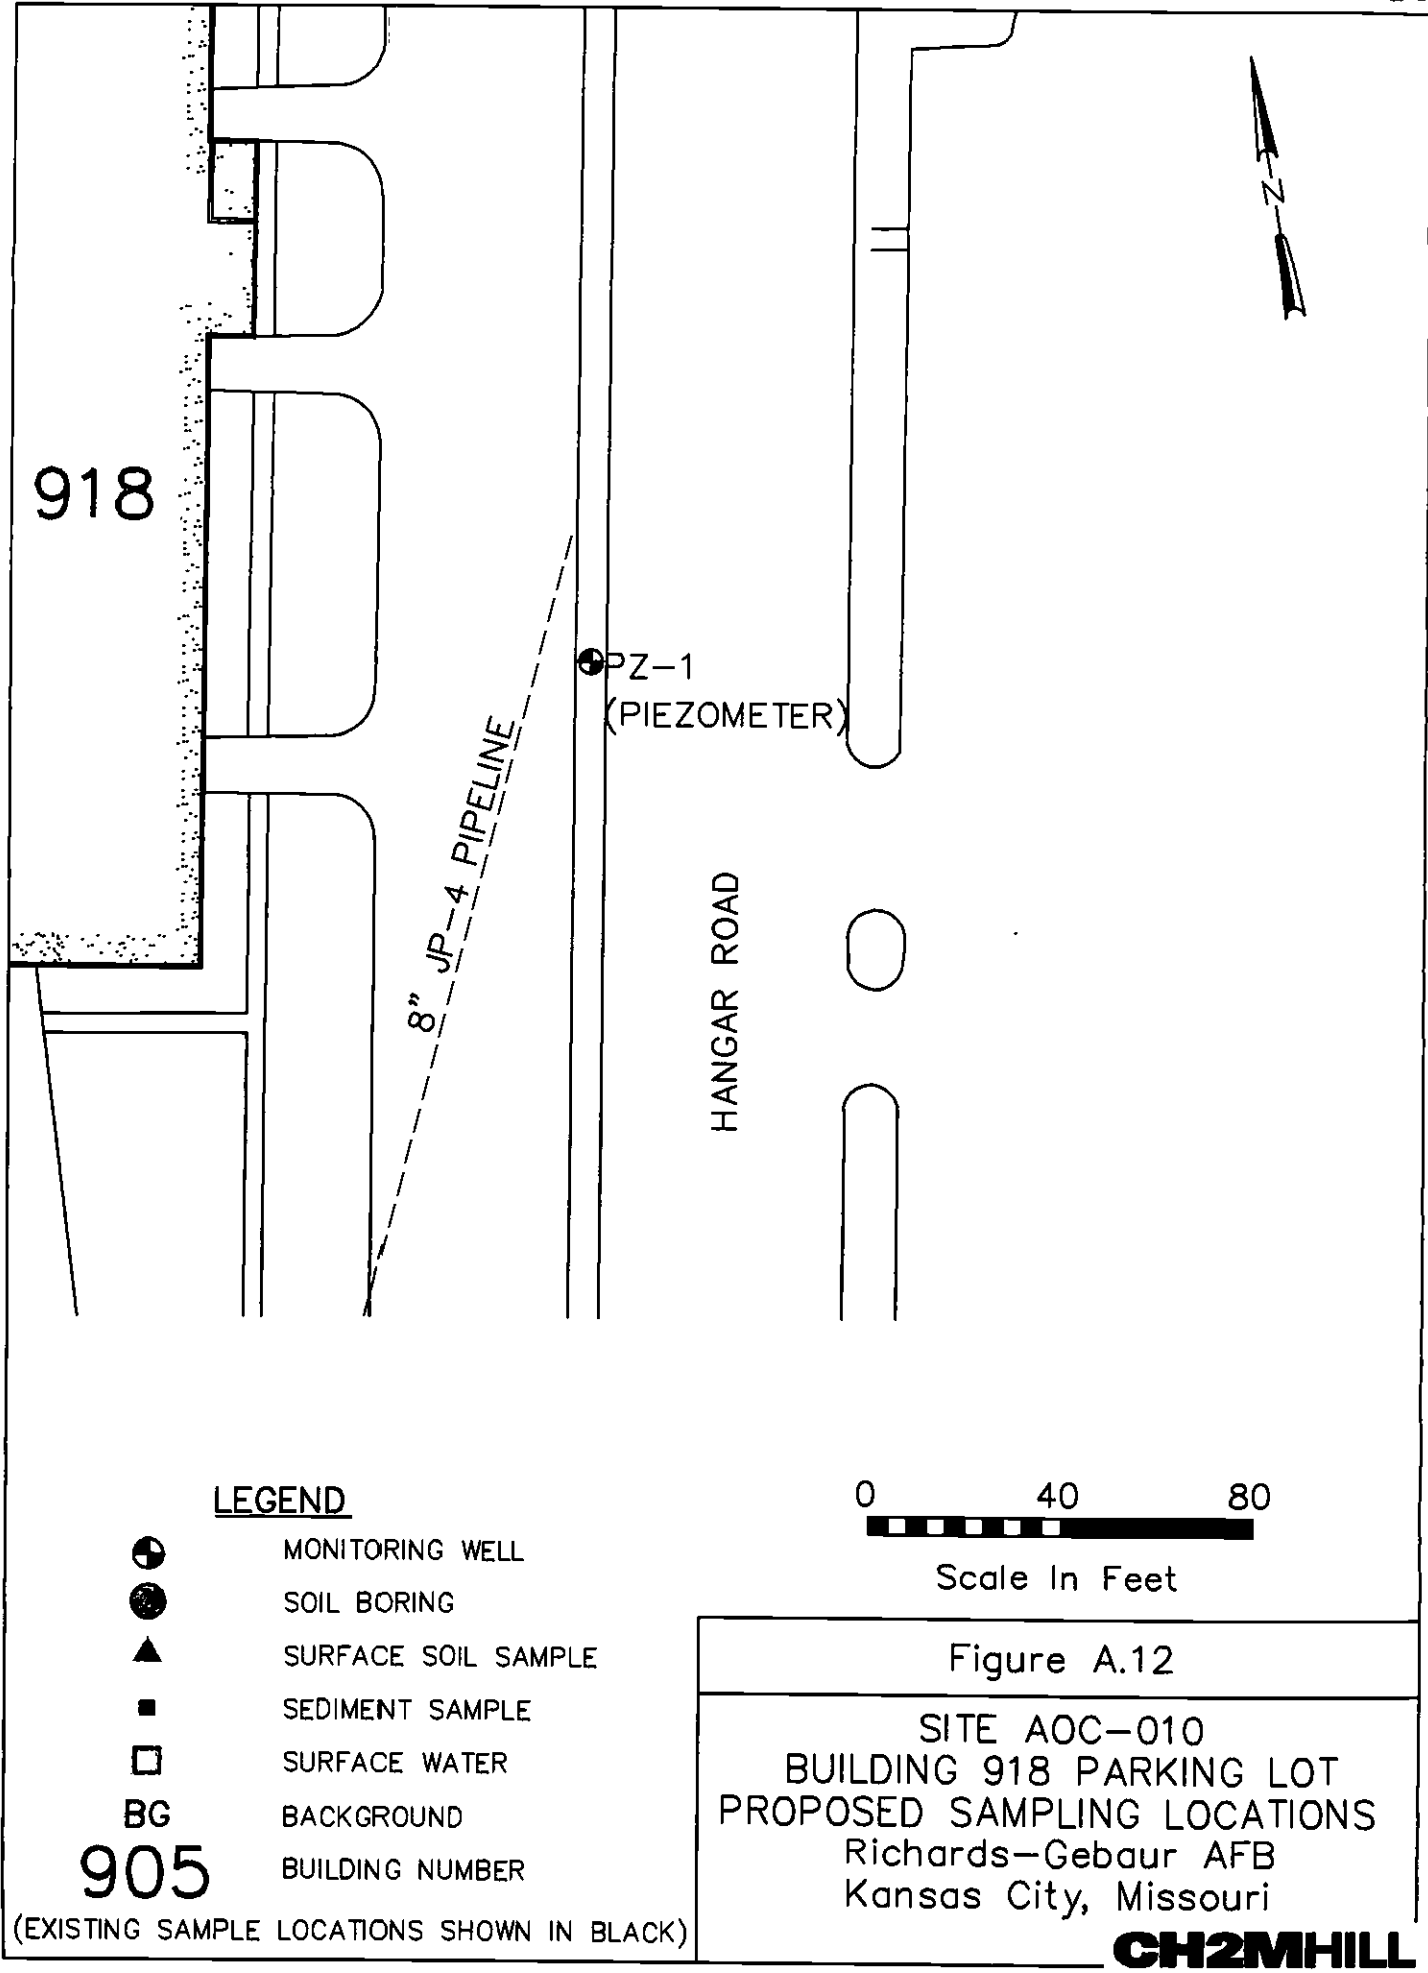 N
918
PZ-1
(PIEZOMETER)
8" JP-4 PIPELINE
HANGAR ROAD
LEGEND
MONITORING WELL
SOIL BORING
SURFACE SOIL SAMPLE
SEDIMENT SAMPLE
SURFACE WATER
BG BACKGROUND
905 BUILDING NUMBER
(EXISTING SAMPLE LOCATIONS SHOWN IN BLACK)
0 40 80
Scale In Feet
Figure A.12
SITE AOC-010
BUILDING 918 PARKING LOT
PROPOSED SAMPLING LOCATIONS
Richards-Gebaur AFB
Kansas City, Missouri
CH2MHILL